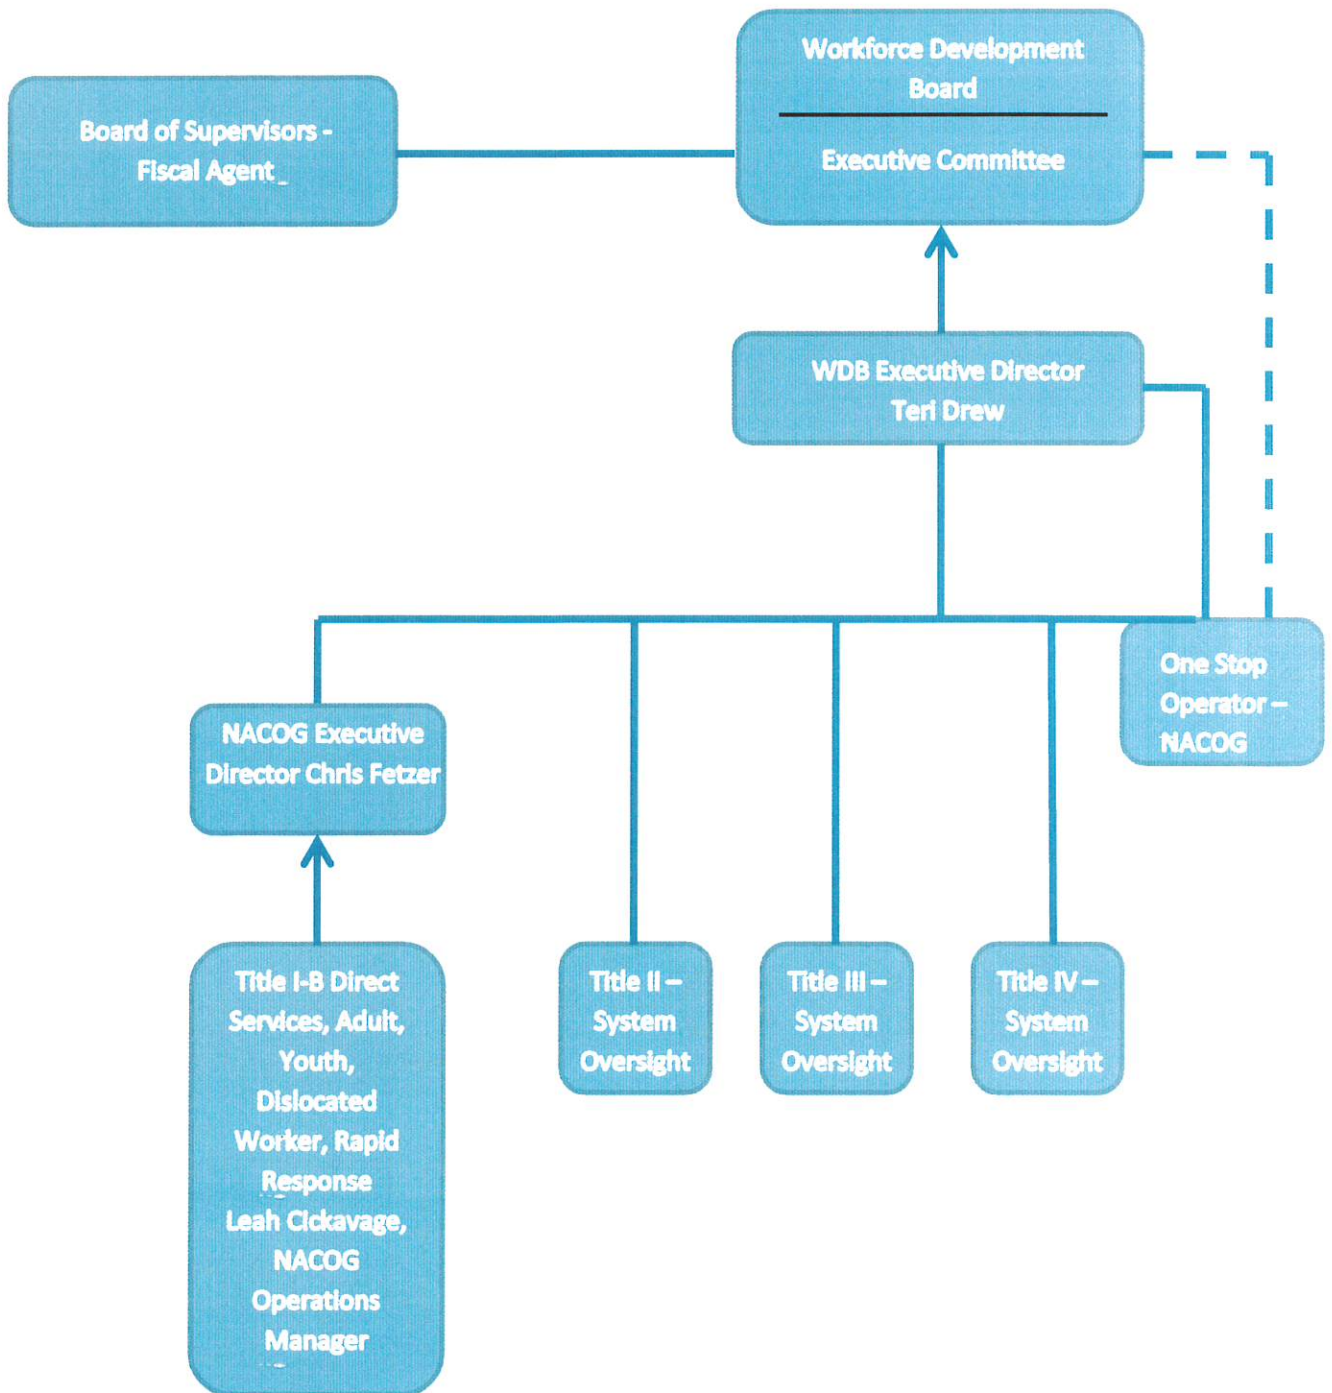 Workforce Development
Board
Executive Committee
Board of Supervisors -
Fiscal Agent
WDB Executive Director
Teri Drew
One Stop
Operator –
NACOG
NACOG Executive
Director Chris Fetzer
Title I-B Direct
Services, Adult,
Youth,
Dislocated
Worker, Rapid
Response
Leah Cickavage,
NACOG
Operations
Manager
Title II –
System
Oversight
Title III –
System
Oversight
Title IV –
System
Oversight